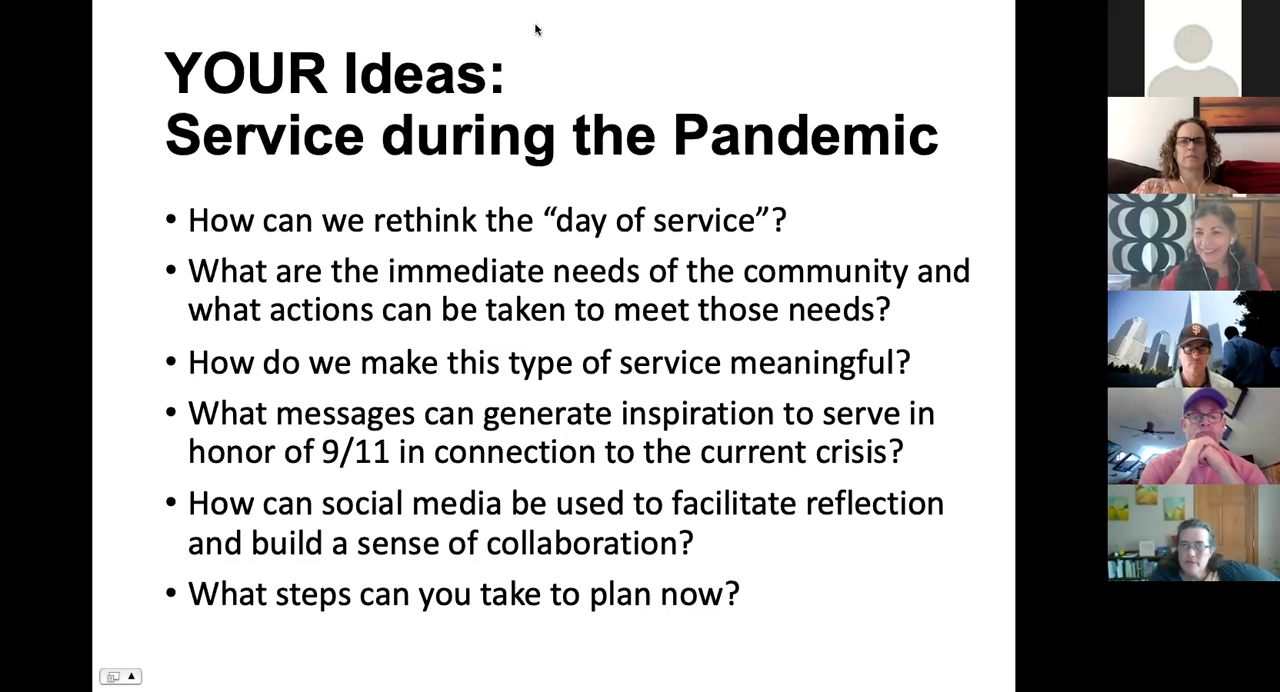 YOUR Ideas:
Service during the Pandemic
• How can we rethink the “day of service”?
• What are the immediate needs of the community and
what actions can be taken to meet those needs?
• How do we make this type of service meaningful?
• What messages can generate inspiration to serve in
honor of 9/11 in connection to the current crisis?
• How can social media be used to facilitate reflection
and build a sense of collaboration?
• What steps can you take to plan now?
SF